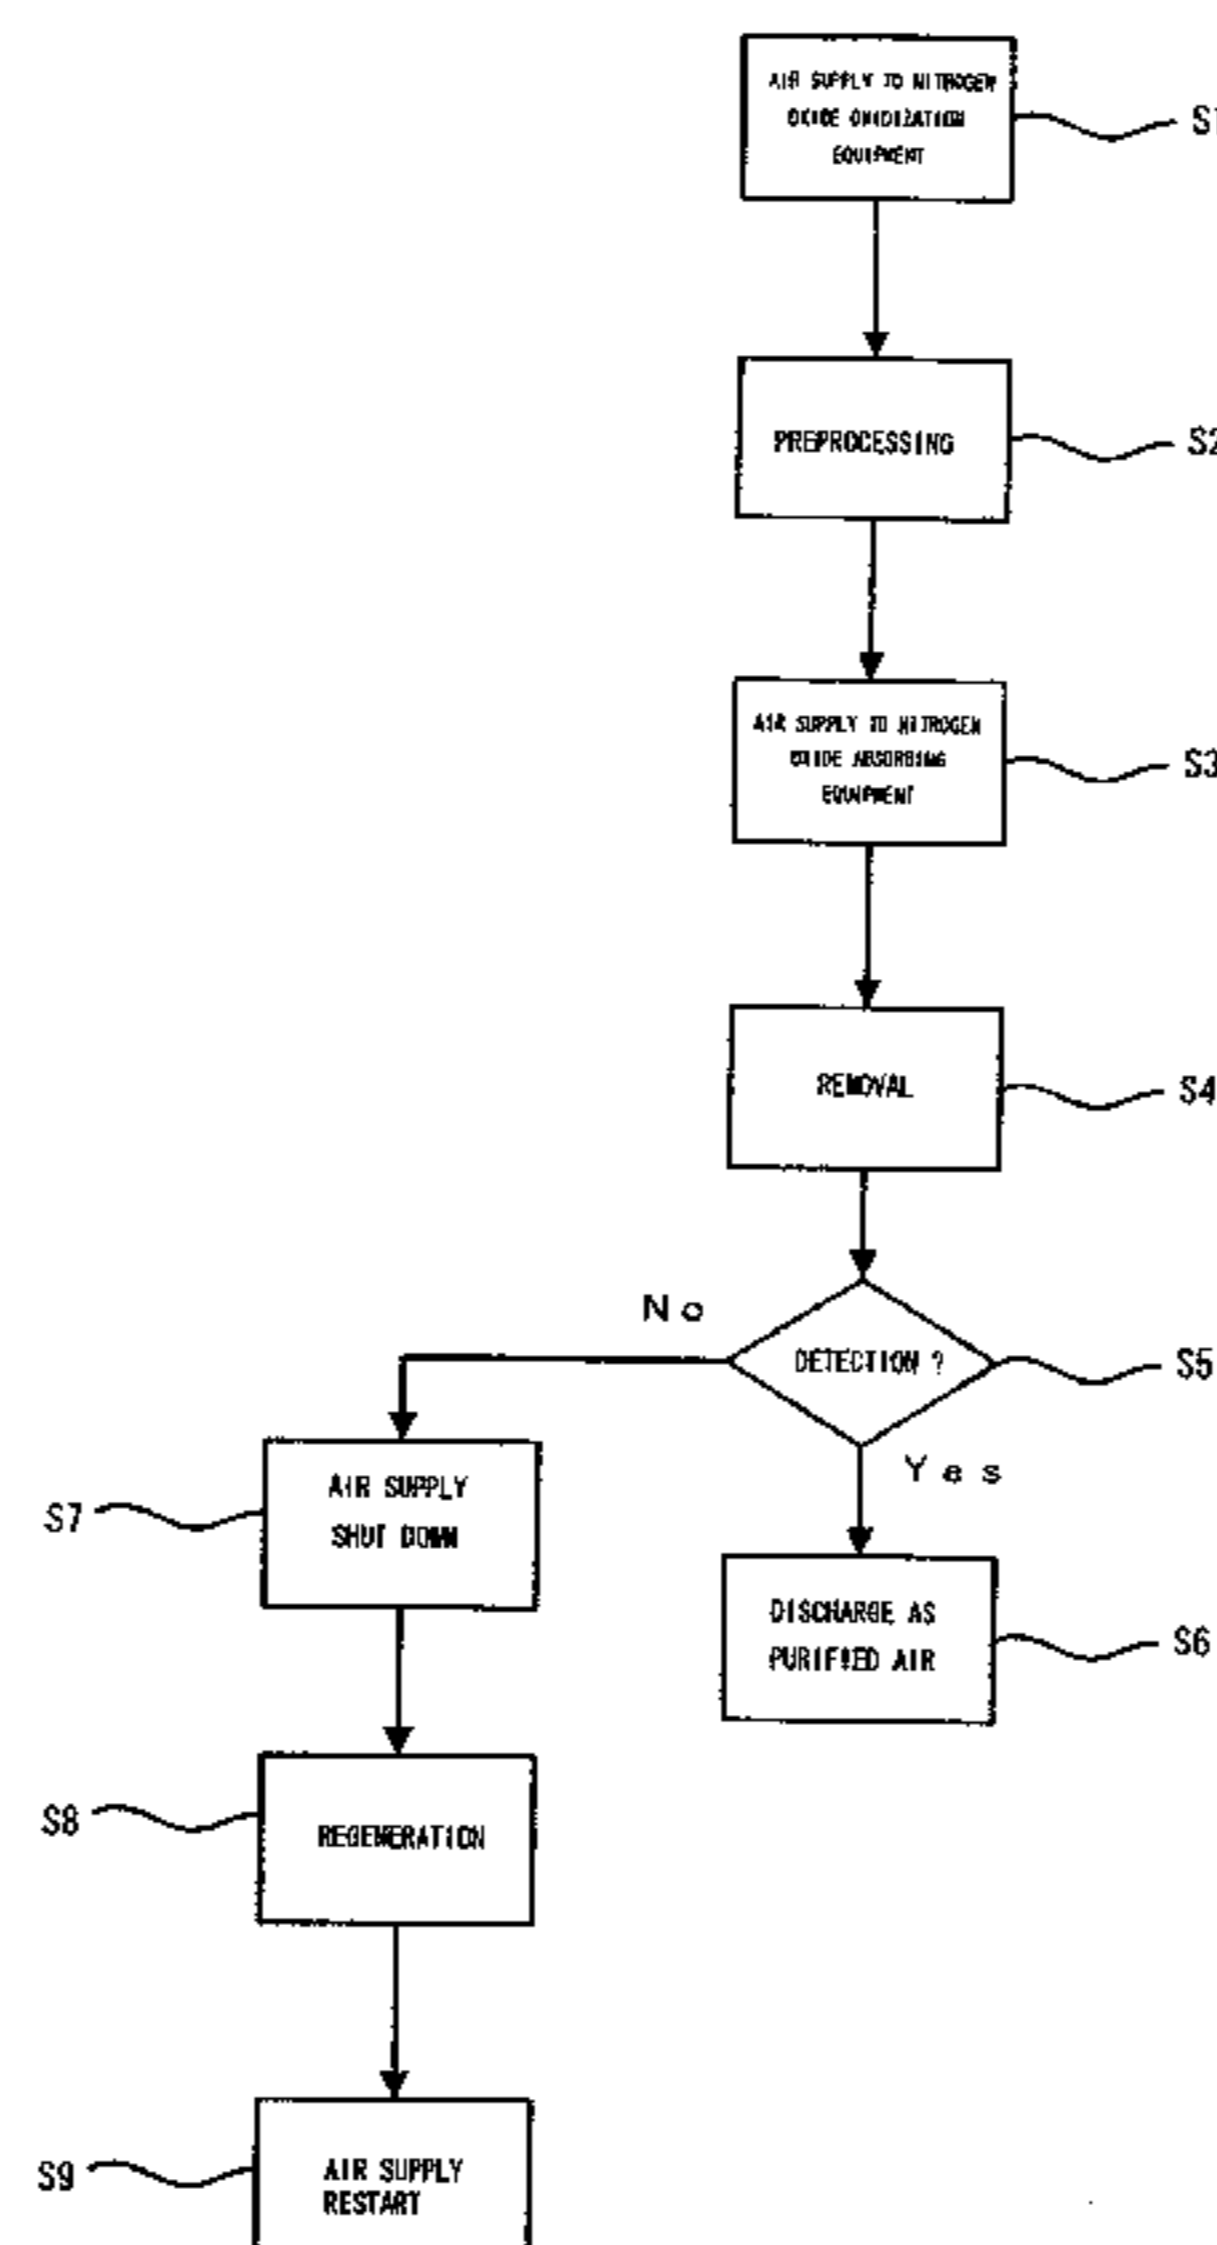 AIR SUPPLY TO NITROGEN
OXIDE OXIDIZATION
EQUIPMENT
S1
PREPROCESSING
S2
AIR SUPPLY TO NITROGEN
OXIDE ABSORBING
EQUIPMENT
S3
REMOVAL
S4
No
DETECTION ?
S5
Yes
S7
AIR SUPPLY
SHUT DOWN
DISCHARGE AS
PURIFIED AIR
S6
S8
REGENERATION
S9
AIR SUPPLY
RESTART